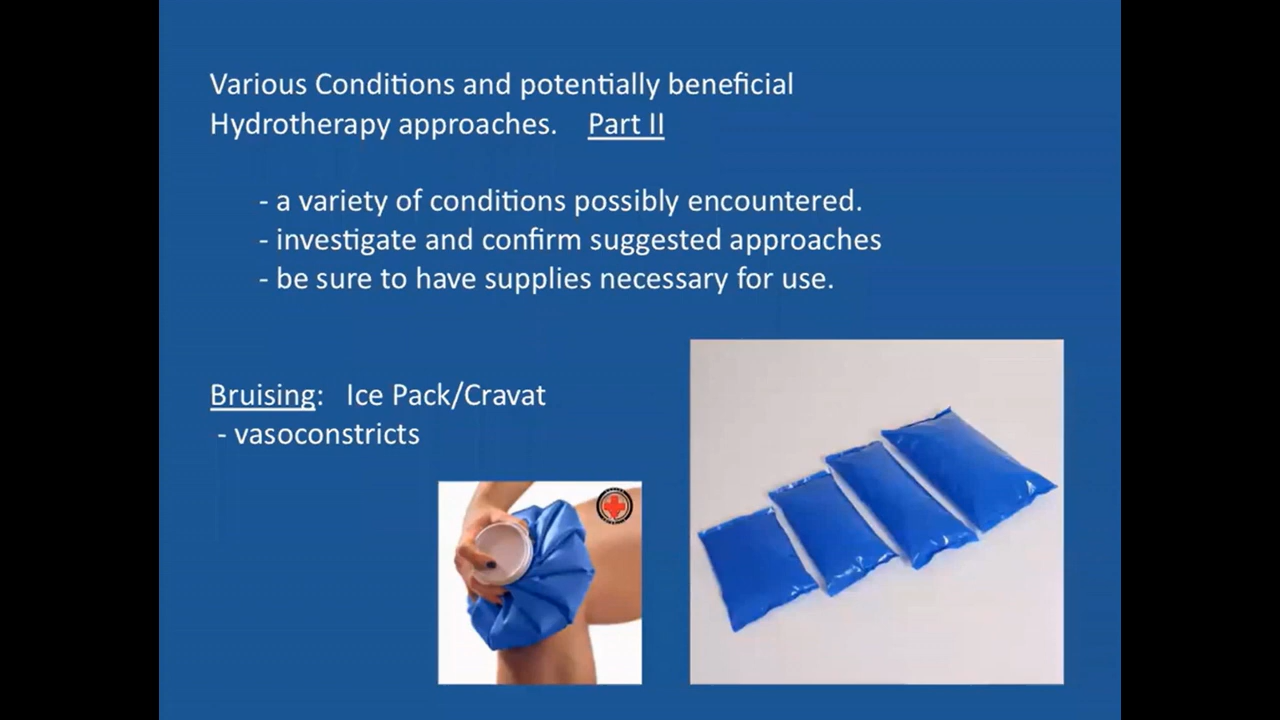 Various Conditions and potentially beneficial
Hydrotherapy approaches. Part II
- a variety of conditions possibly encountered.
- investigate and confirm suggested approaches
- be sure to have supplies necessary for use.
Bruising: Ice Pack/Cravat
- vasoconstricts